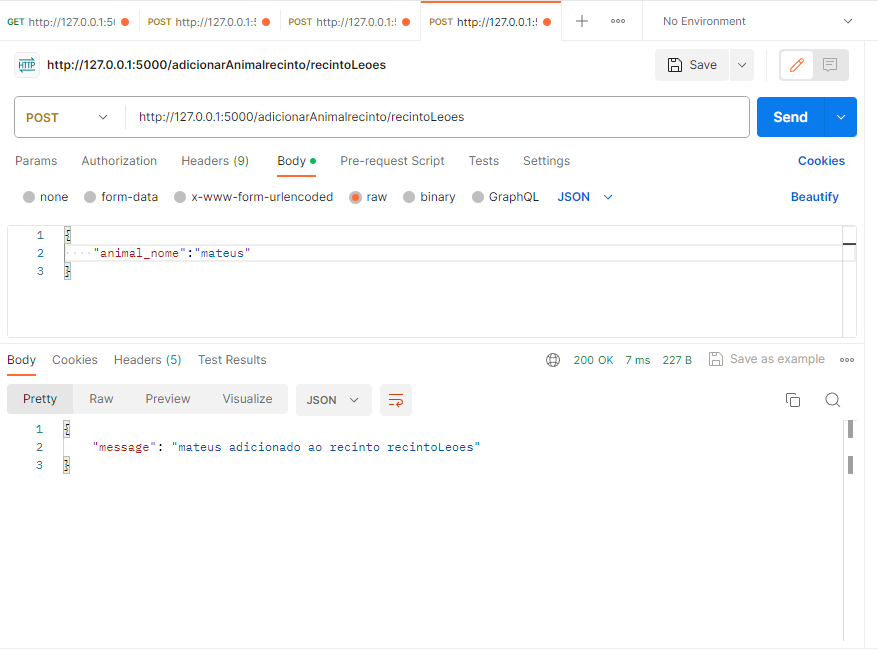 GET http://127.0.0.1:5( POST http://127.0.0.1:! POST http://127.0.0.1:! POST http://127.0.0.1:! No Environment
HTTP http://127.0.0.1:5000/adicionarAnimalrecinto/recintoLeoes Save
POST http://127.0.0.1:5000/adicionarAnimalrecinto/recintoLeoes Send
Params Authorization Headers (9) Body Pre-request Script Tests Settings Cookies
none form-data x-www-form-urlencoded raw binary GraphQL JSON Beautify
1 {
2 "animal_nome":"mateus"
3 }
Body Cookies Headers (5) Test Results 200 OK 7 ms 227 B Save as example
Pretty Raw Preview Visualize JSON
1 {
2 "message": "mateus adicionado ao recinto recintoLeoes"
3 }